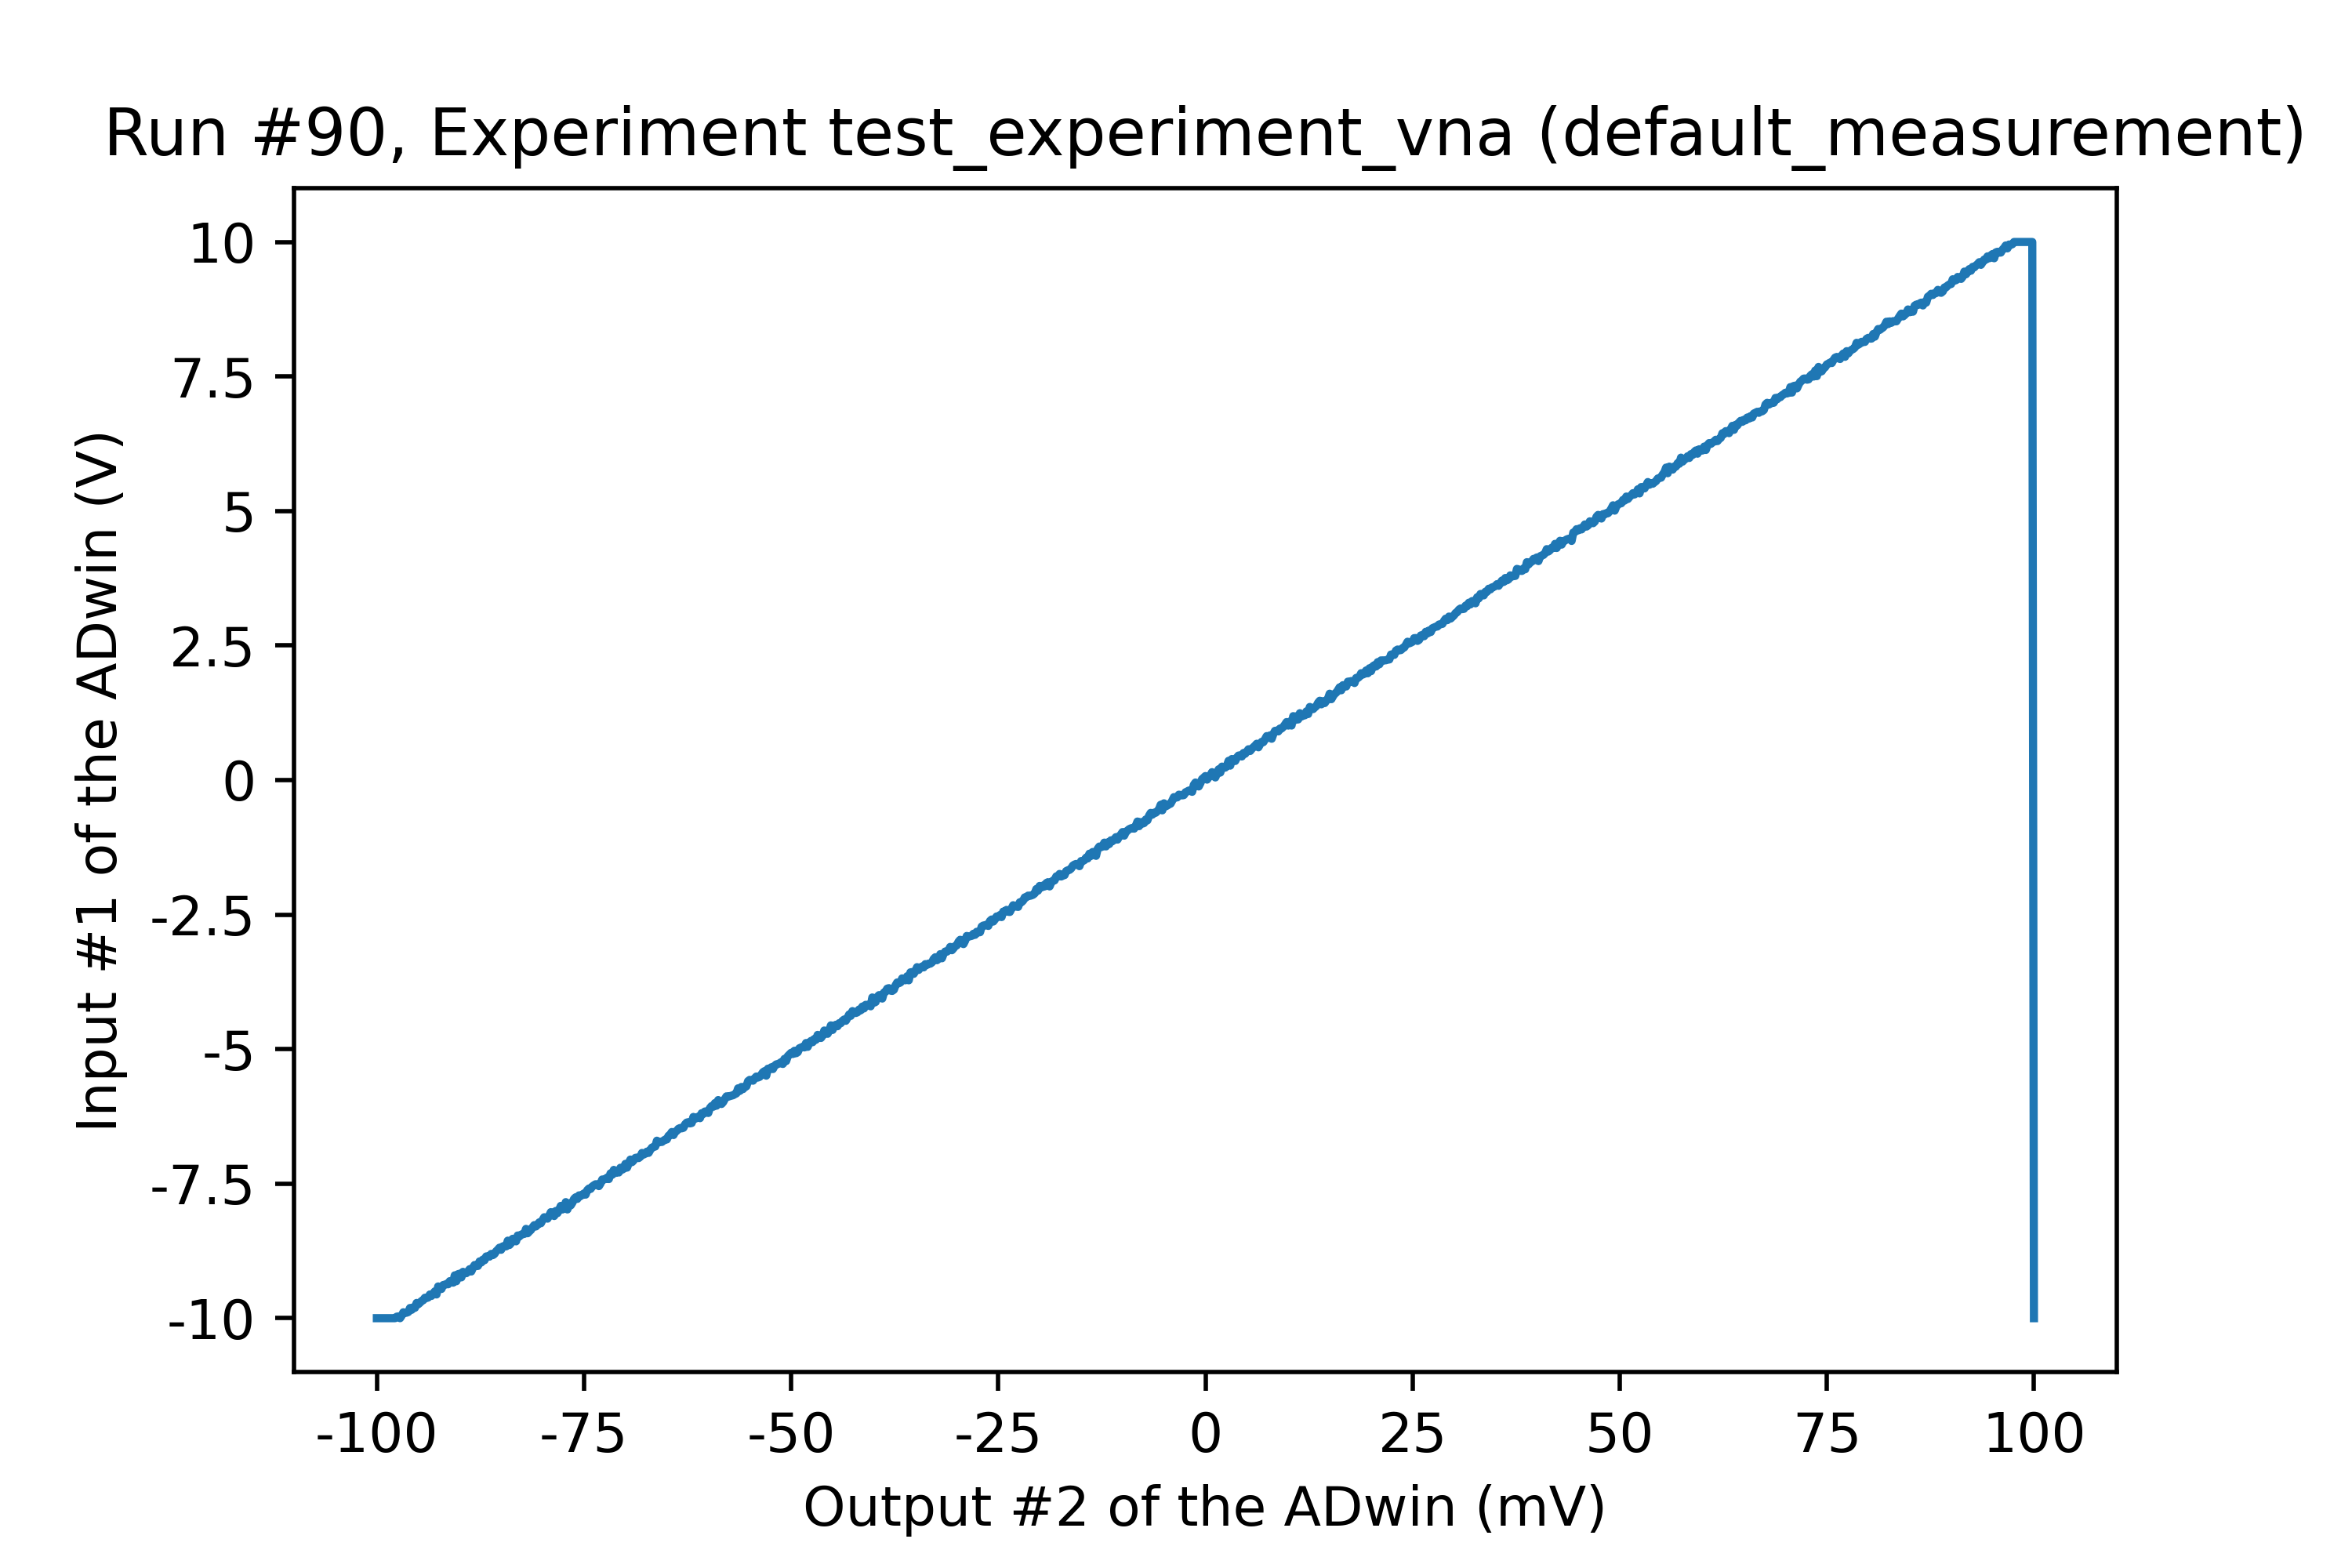 Run #90, Experiment test_experiment_vna (default_measurement)
10
7.5
5
2.5
0
-2.5
-5
-7.5
-10
Input #1 of the ADwin (V)
-100 -75 -50 -25 0 25 50 75 100
Output #2 of the ADwin (mV)